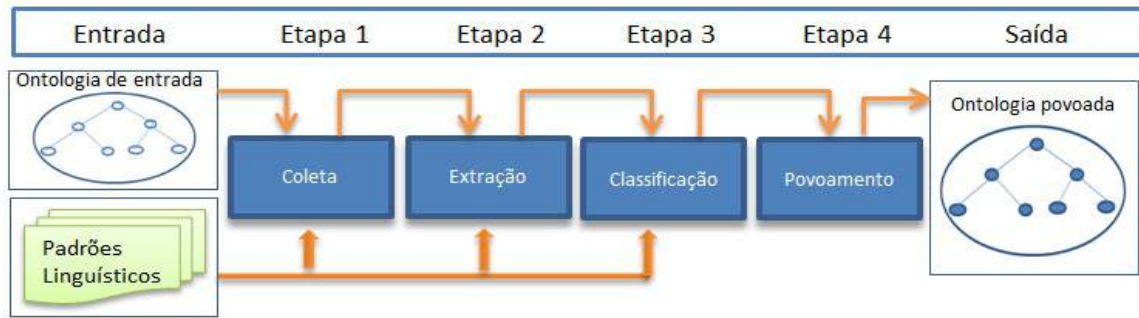 Entrada Etapa 1 Etapa 2 Etapa 3 Etapa 4 Saída
Ontologia de entrada
Ontologia povoada
Coleta Extração Classificação Povoamento
Padrões
Linguísticos